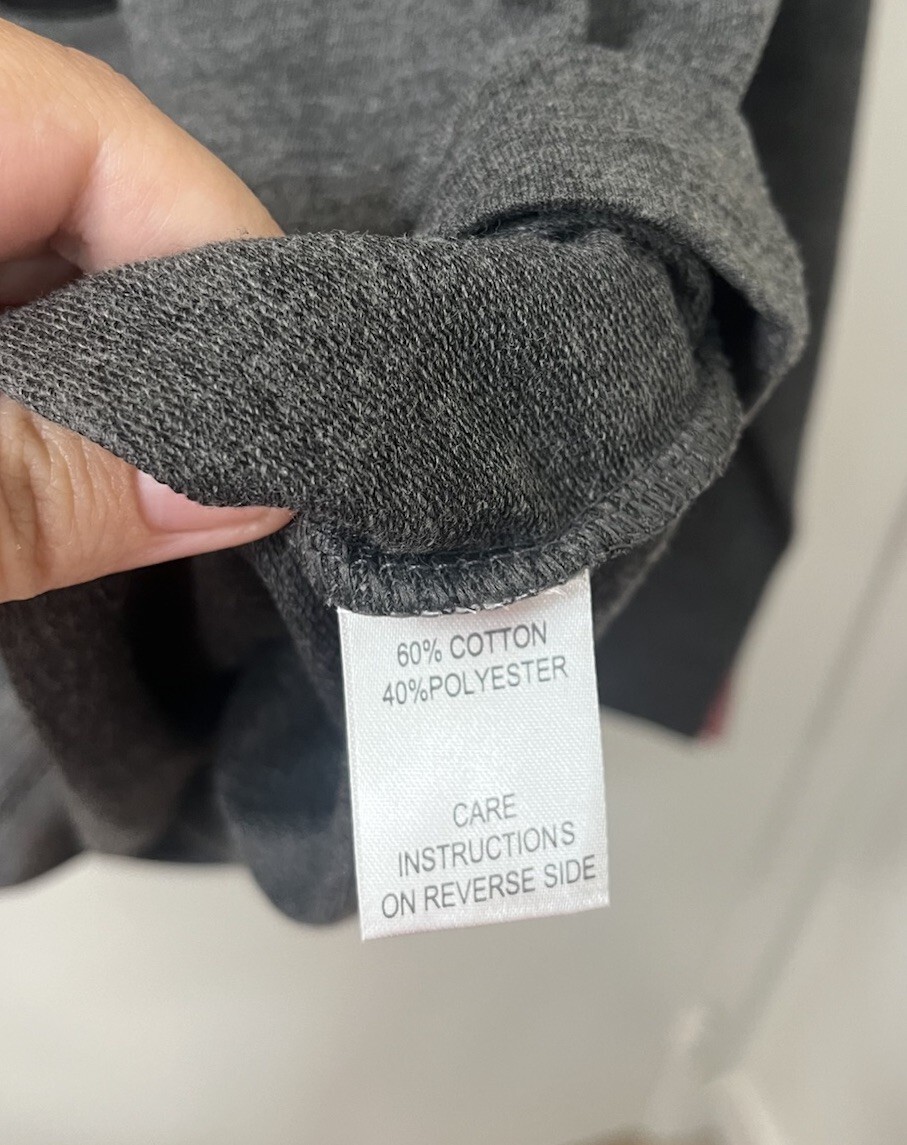 60% COTTON
40%POLYESTER
CARE
INSTRUCTIONS
ON REVERSE SIDE